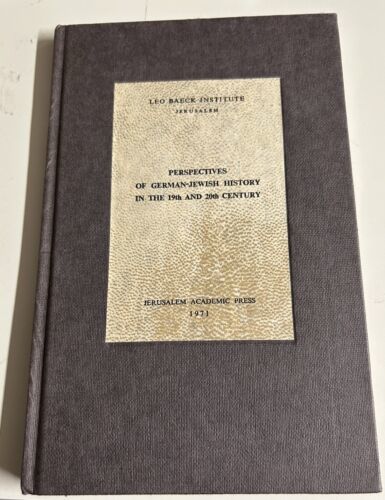 LEO BAECK INSTITUTE
JERUSALEM
PERSPECTIVES
OF GERMAN-JEWISH HISTORY
IN THE 19th AND 20th CENTURY
JERUSALEM ACADEMIC PRESS
1971